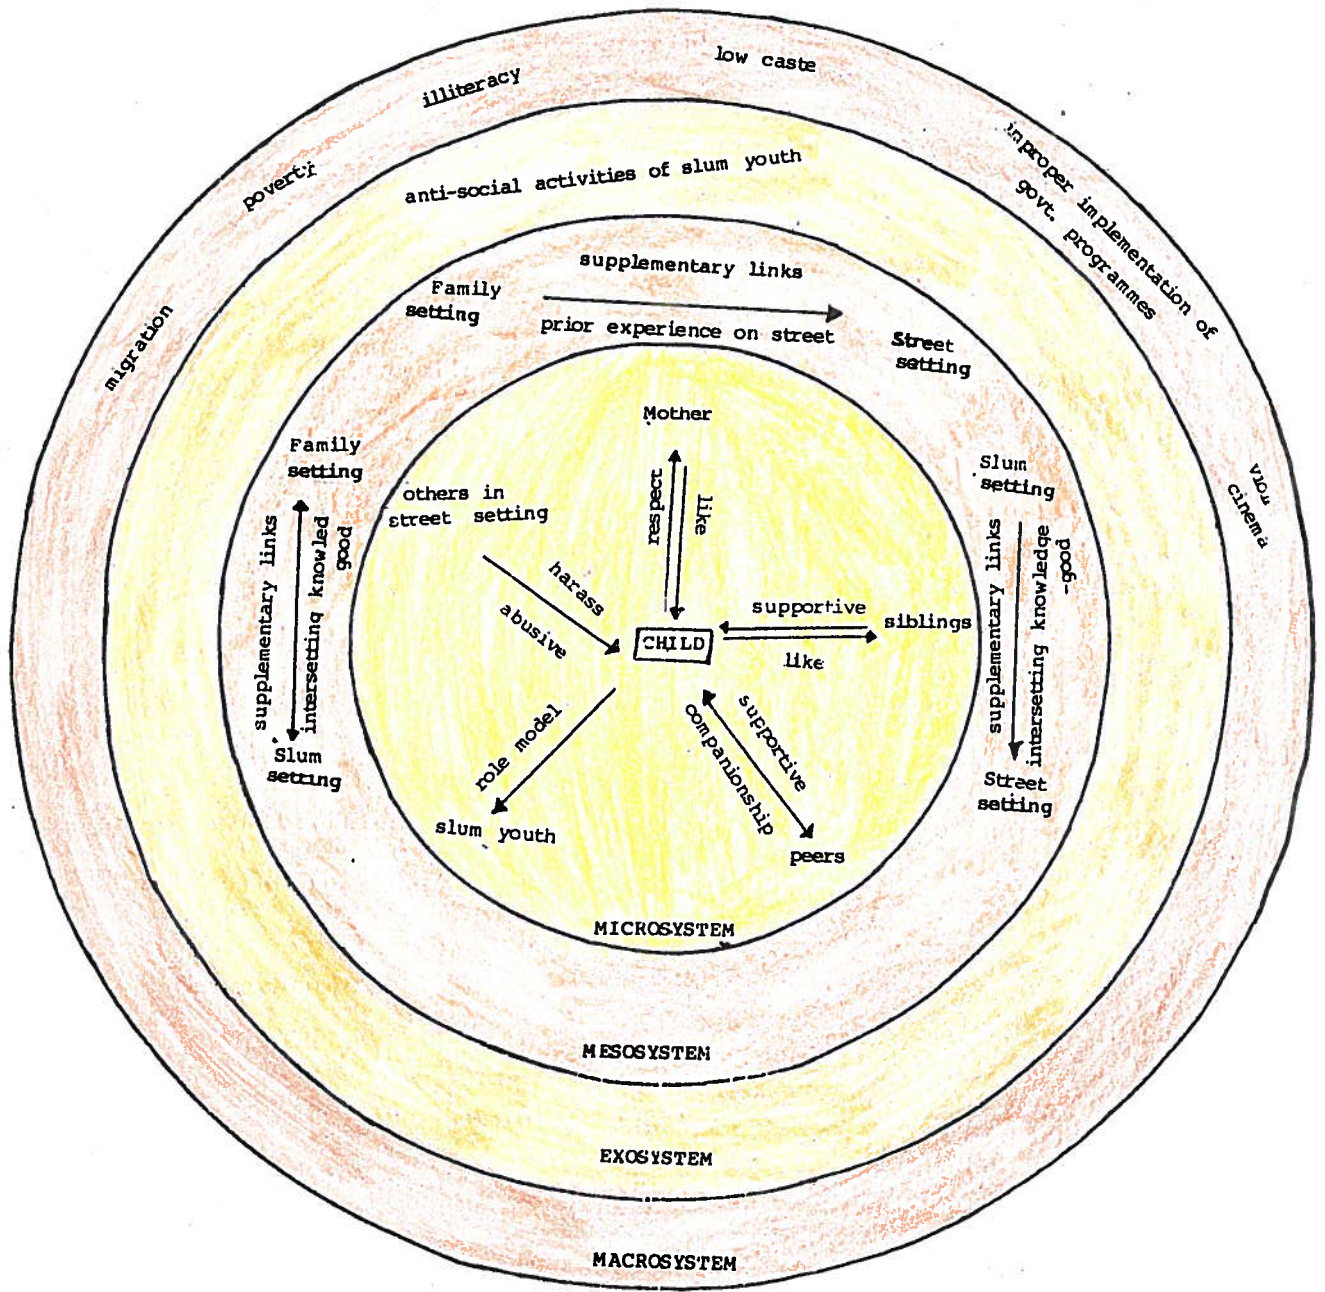 low caste
illiteracy
poverty
migration
improper implementation of
govt. programmes
cinema
anti-social activities of slum youth
supplementary links
Family
setting
prior experience on street
Street
setting
Family
setting
supplementary links
intersetting knowled
good
Slum
setting
Slum
setting
supplementary links
intersetting knowledge
-good
Street
setting
Mother
respect
like
others in
street setting
harass
abusive
CHILD
supportive
siblings
like
role model
slum youth
supportive
companionship
peers
MICROSYSTEM
MESOSYSTEM
EXOSYSTEM
MACROSYSTEM